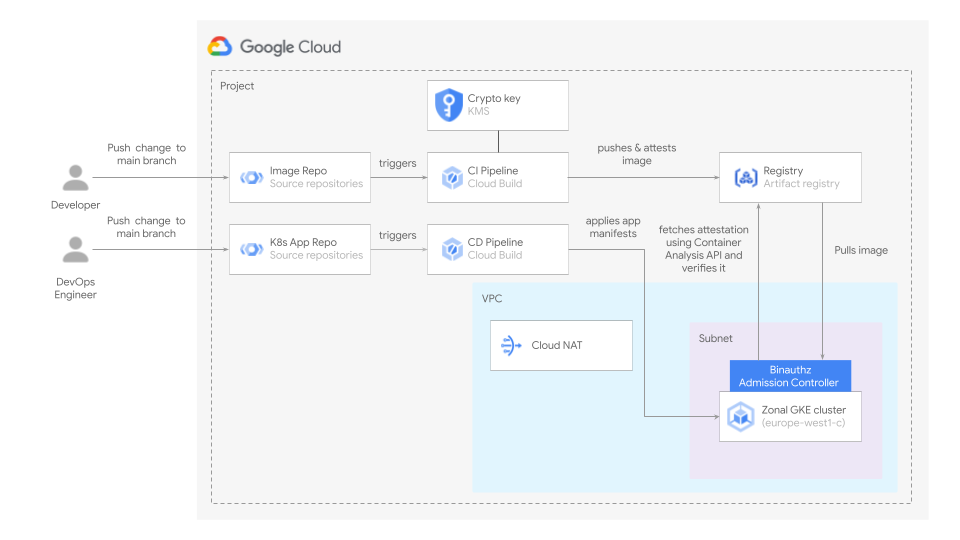 Google Cloud
Project
Crypto key
KMS
Push change to
main branch
Developer
Image Repo
Source repositories
triggers
CI Pipeline
Cloud Build
pushes & attests
image
Registry
Artifact registry
Push change to
main branch
DevOps
Engineer
K8s App Repo
Source repositories
triggers
CD Pipeline
Cloud Build
applies app
manifests
fetches attestation
using Container
Analysis API and
verifies it
Pulls image
VPC
Cloud NAT
Subnet
Binauthz
Admission Controller
Zonal GKE cluster
(europe-west1-c)